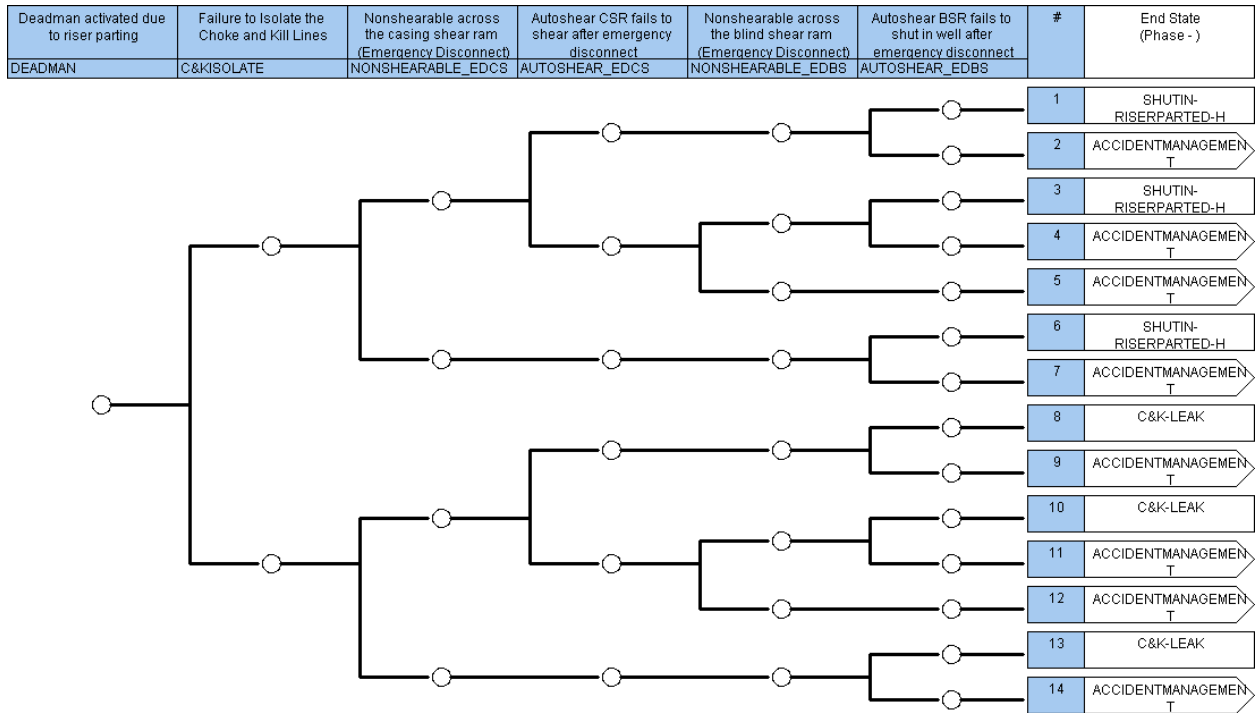 Deadman activated due
to riser parting
Failure to Isolate the
Choke and Kill Lines
Nonshearable across
the casing shear ram
(Emergency Disconnect)
Autoshear CSR fails to
shear after emergency
disconnect
Nonshearable across
the blind shear ram
(Emergency Disconnect)
Autoshear BSR fails to
shut in well after
emergency disconnect
#
End State
(Phase - )
DEADMAN
C&KISOLATE
NONSHEARABLE_EDCS
AUTOSHEAR_EDCS
NONSHEARABLE_EDBS
AUTOSHEAR_EDBS
1
SHUTIN-
RISERPARTED-H
2
ACCIDENTMANAGEMEN
T
3
SHUTIN-
RISERPARTED-H
4
ACCIDENTMANAGEMEN
T
5
ACCIDENTMANAGEMEN
T
6
SHUTIN-
RISERPARTED-H
7
ACCIDENTMANAGEMEN
T
8
C&K-LEAK
9
ACCIDENTMANAGEMEN
T
10
C&K-LEAK
11
ACCIDENTMANAGEMEN
T
12
ACCIDENTMANAGEMEN
T
13
C&K-LEAK
14
ACCIDENTMANAGEMEN
T